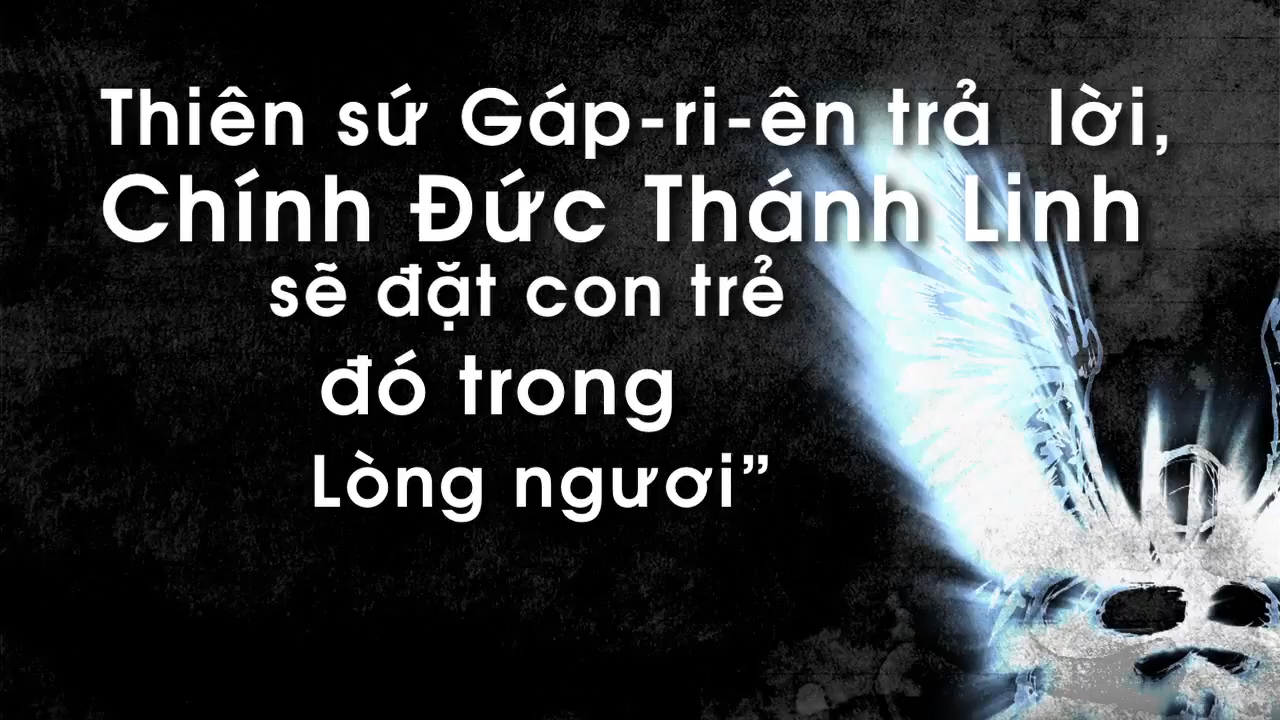 Thiên sứ Gáp-ri-ên trả lời,
Chính Đức Thánh Linh
sẽ đặt con trẻ
đó trong
Lòng ngươi”